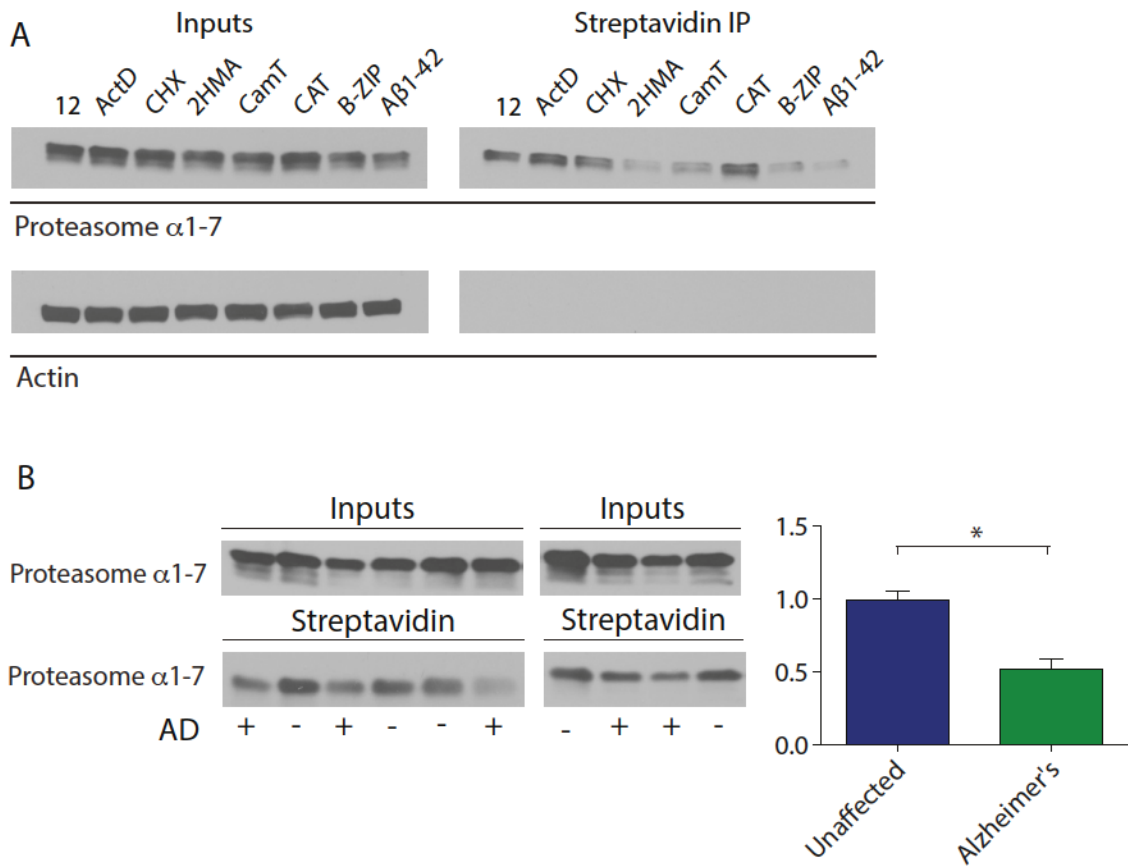 A
Inputs
Streptavidin IP
12 ActD CHX 2HMA CamT CAT B-ZIP Aβ1-42
12 ActD CHX 2HMA CamT CAT B-ZIP Aβ1-42
Proteasome α1-7
Actin
B
Inputs
Inputs
Proteasome α1-7
Streptavidin
Streptavidin
Proteasome α1-7
AD + - + - - + - + + -
1.5
1.0
0.5
0.0
*
Unaffected
Alzheimer's